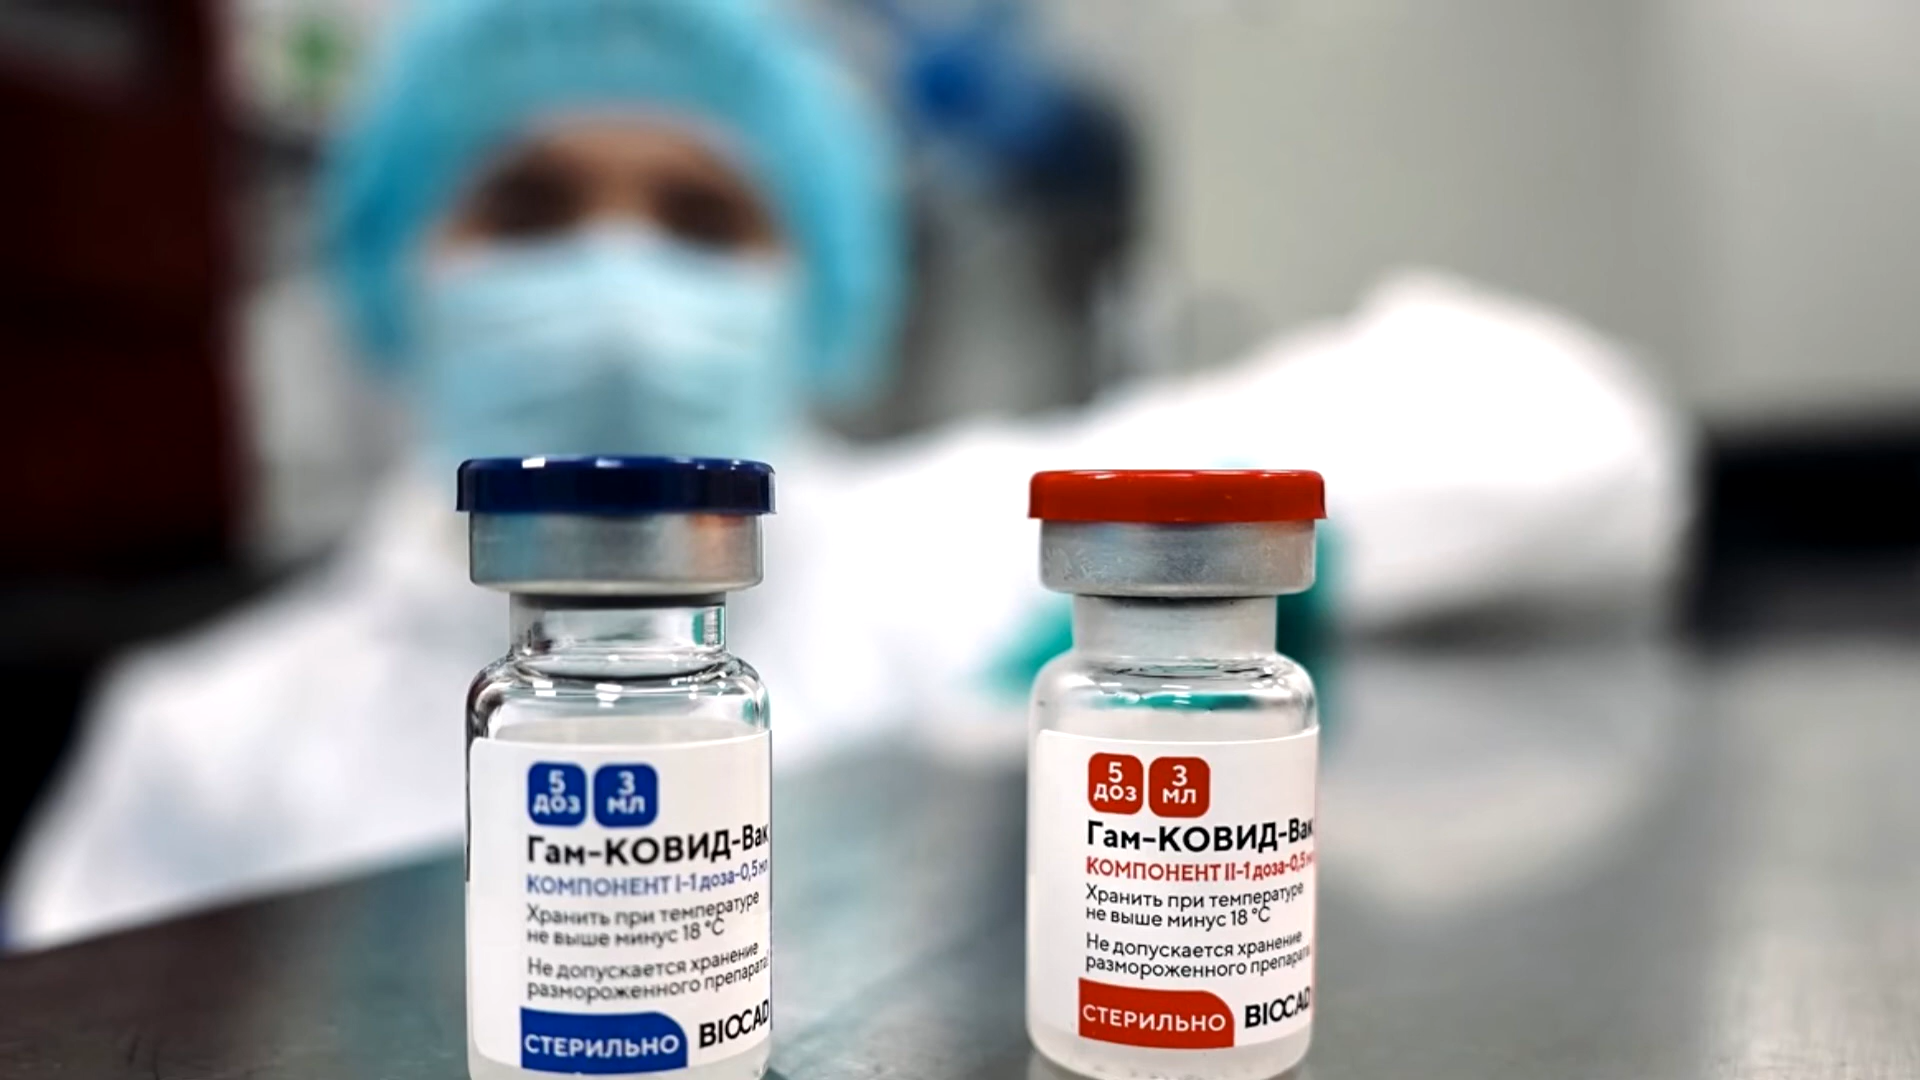 5 доз 3 мл
Гам-КОВИД-Вак
КОМПОНЕНТ I-1 доза-0,5 мл
Хранить при температуре
не выше минус 18 °C
Не допускается хранение
размороженного препарата
СТЕРИЛЬНО BIOCAD
5 доз 3 мл
Гам-КОВИД-Вак
КОМПОНЕНТ II-1 доза-0,5 мл
Хранить при температуре
не выше минус 18 °C
Не допускается хранение
размороженного препарата
СТЕРИЛЬНО BIOCAD